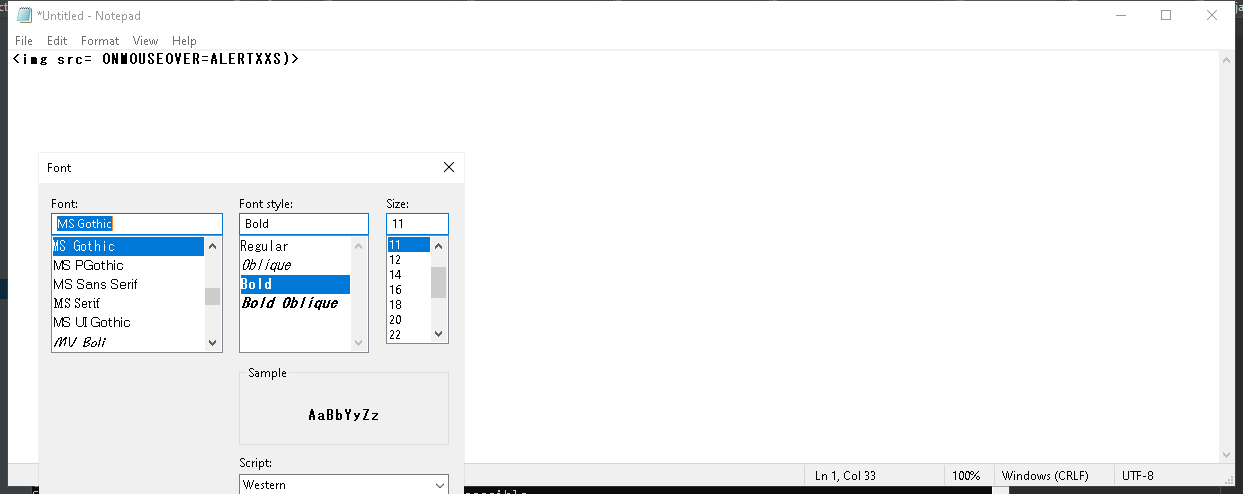 *Untitled - Notepad
File Edit Format View Help
<img src= ONMOUSEOVER=ALERTXXS)>
Font
Font: Font style: Size:
MS Gothic Bold 11
MS Gothic Regular 11
MS PGothic Oblique 12
MS Sans Serif Bold 14
MS Serif Bold Oblique 16
MS UI Gothic 18
MV Boli 20
22
Sample
AaBbYyZz
Script:
Western
Ln 1, Col 33 100% Windows (CRLF) UTF-8